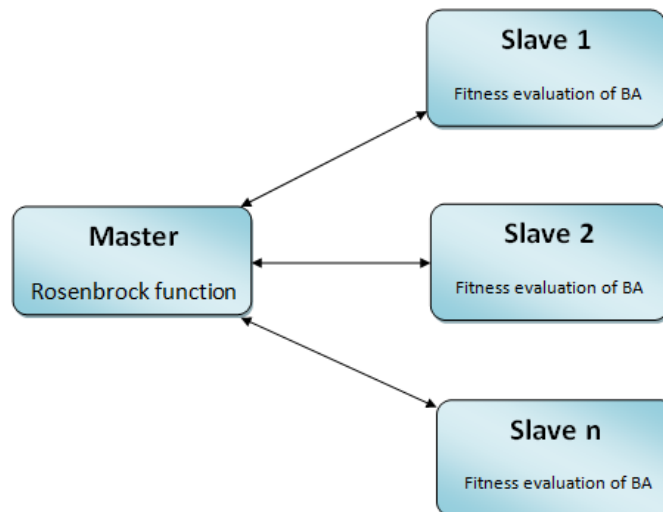 Slave 1
Fitness evaluation of BA
Master
Rosenbrock function
Slave 2
Fitness evaluation of BA
Slave n
Fitness evaluation of BA